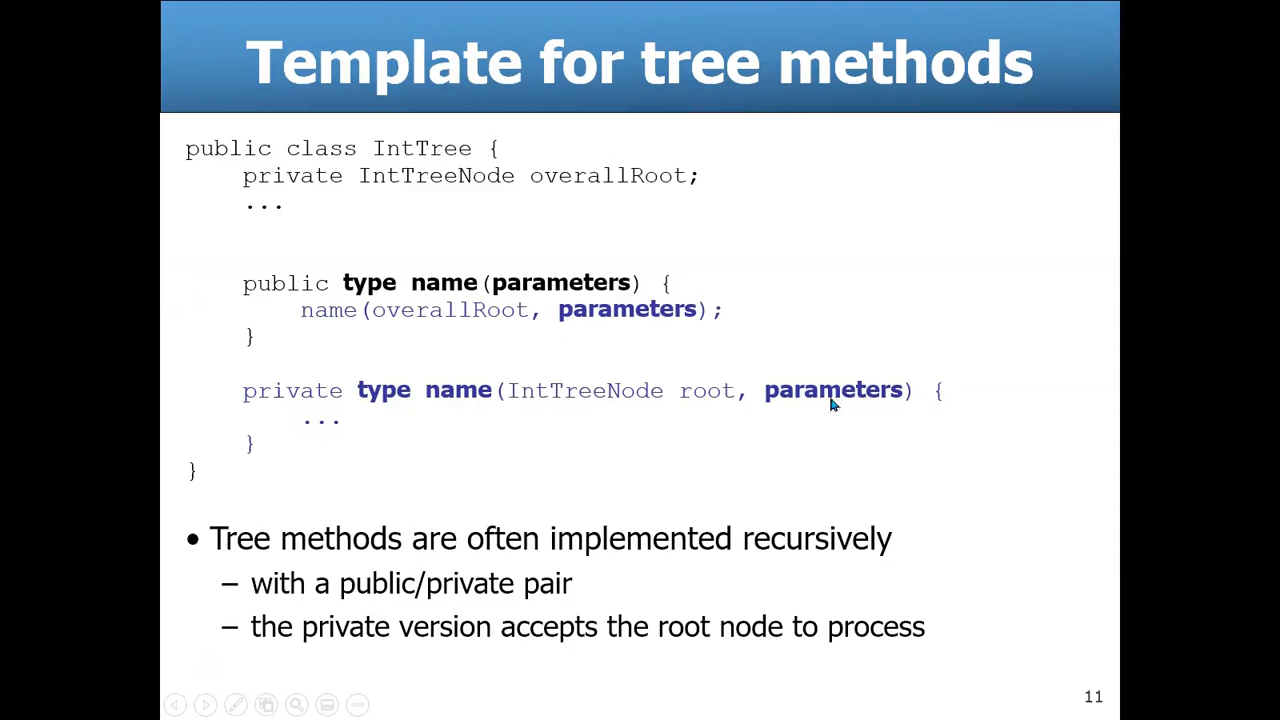 Template for tree methods
public class IntTree {
private IntTreeNode overallRoot;
...
public type name(parameters) {
name(overallRoot, parameters);
}
private type name(IntTreeNode root, parameters) {
...
}
}
• Tree methods are often implemented recursively
– with a public/private pair
– the private version accepts the root node to process
11